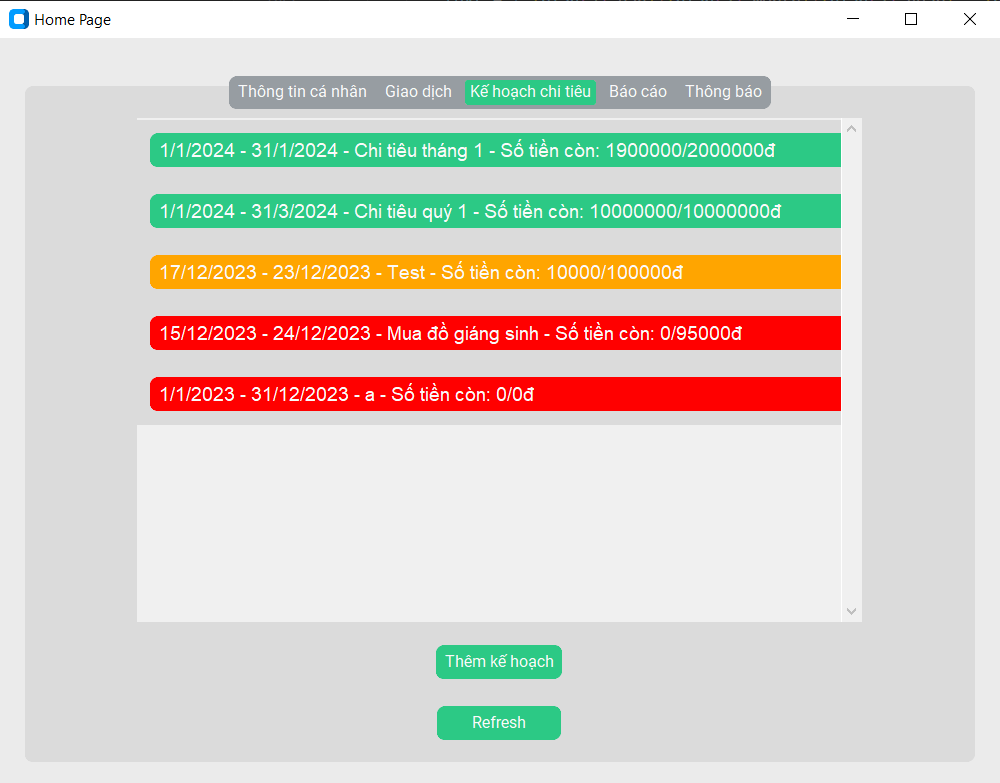 Home Page
Thông tin cá nhân Giao dịch Kế hoạch chi tiêu Báo cáo Thông báo
1/1/2024 - 31/1/2024 - Chi tiêu tháng 1 - Số tiền còn: 1900000/2000000đ
1/1/2024 - 31/3/2024 - Chi tiêu quý 1 - Số tiền còn: 10000000/10000000đ
17/12/2023 - 23/12/2023 - Test - Số tiền còn: 10000/100000đ
15/12/2023 - 24/12/2023 - Mua đồ giáng sinh - Số tiền còn: 0/95000đ
1/1/2023 - 31/12/2023 - a - Số tiền còn: 0/0đ
Thêm kế hoạch
Refresh